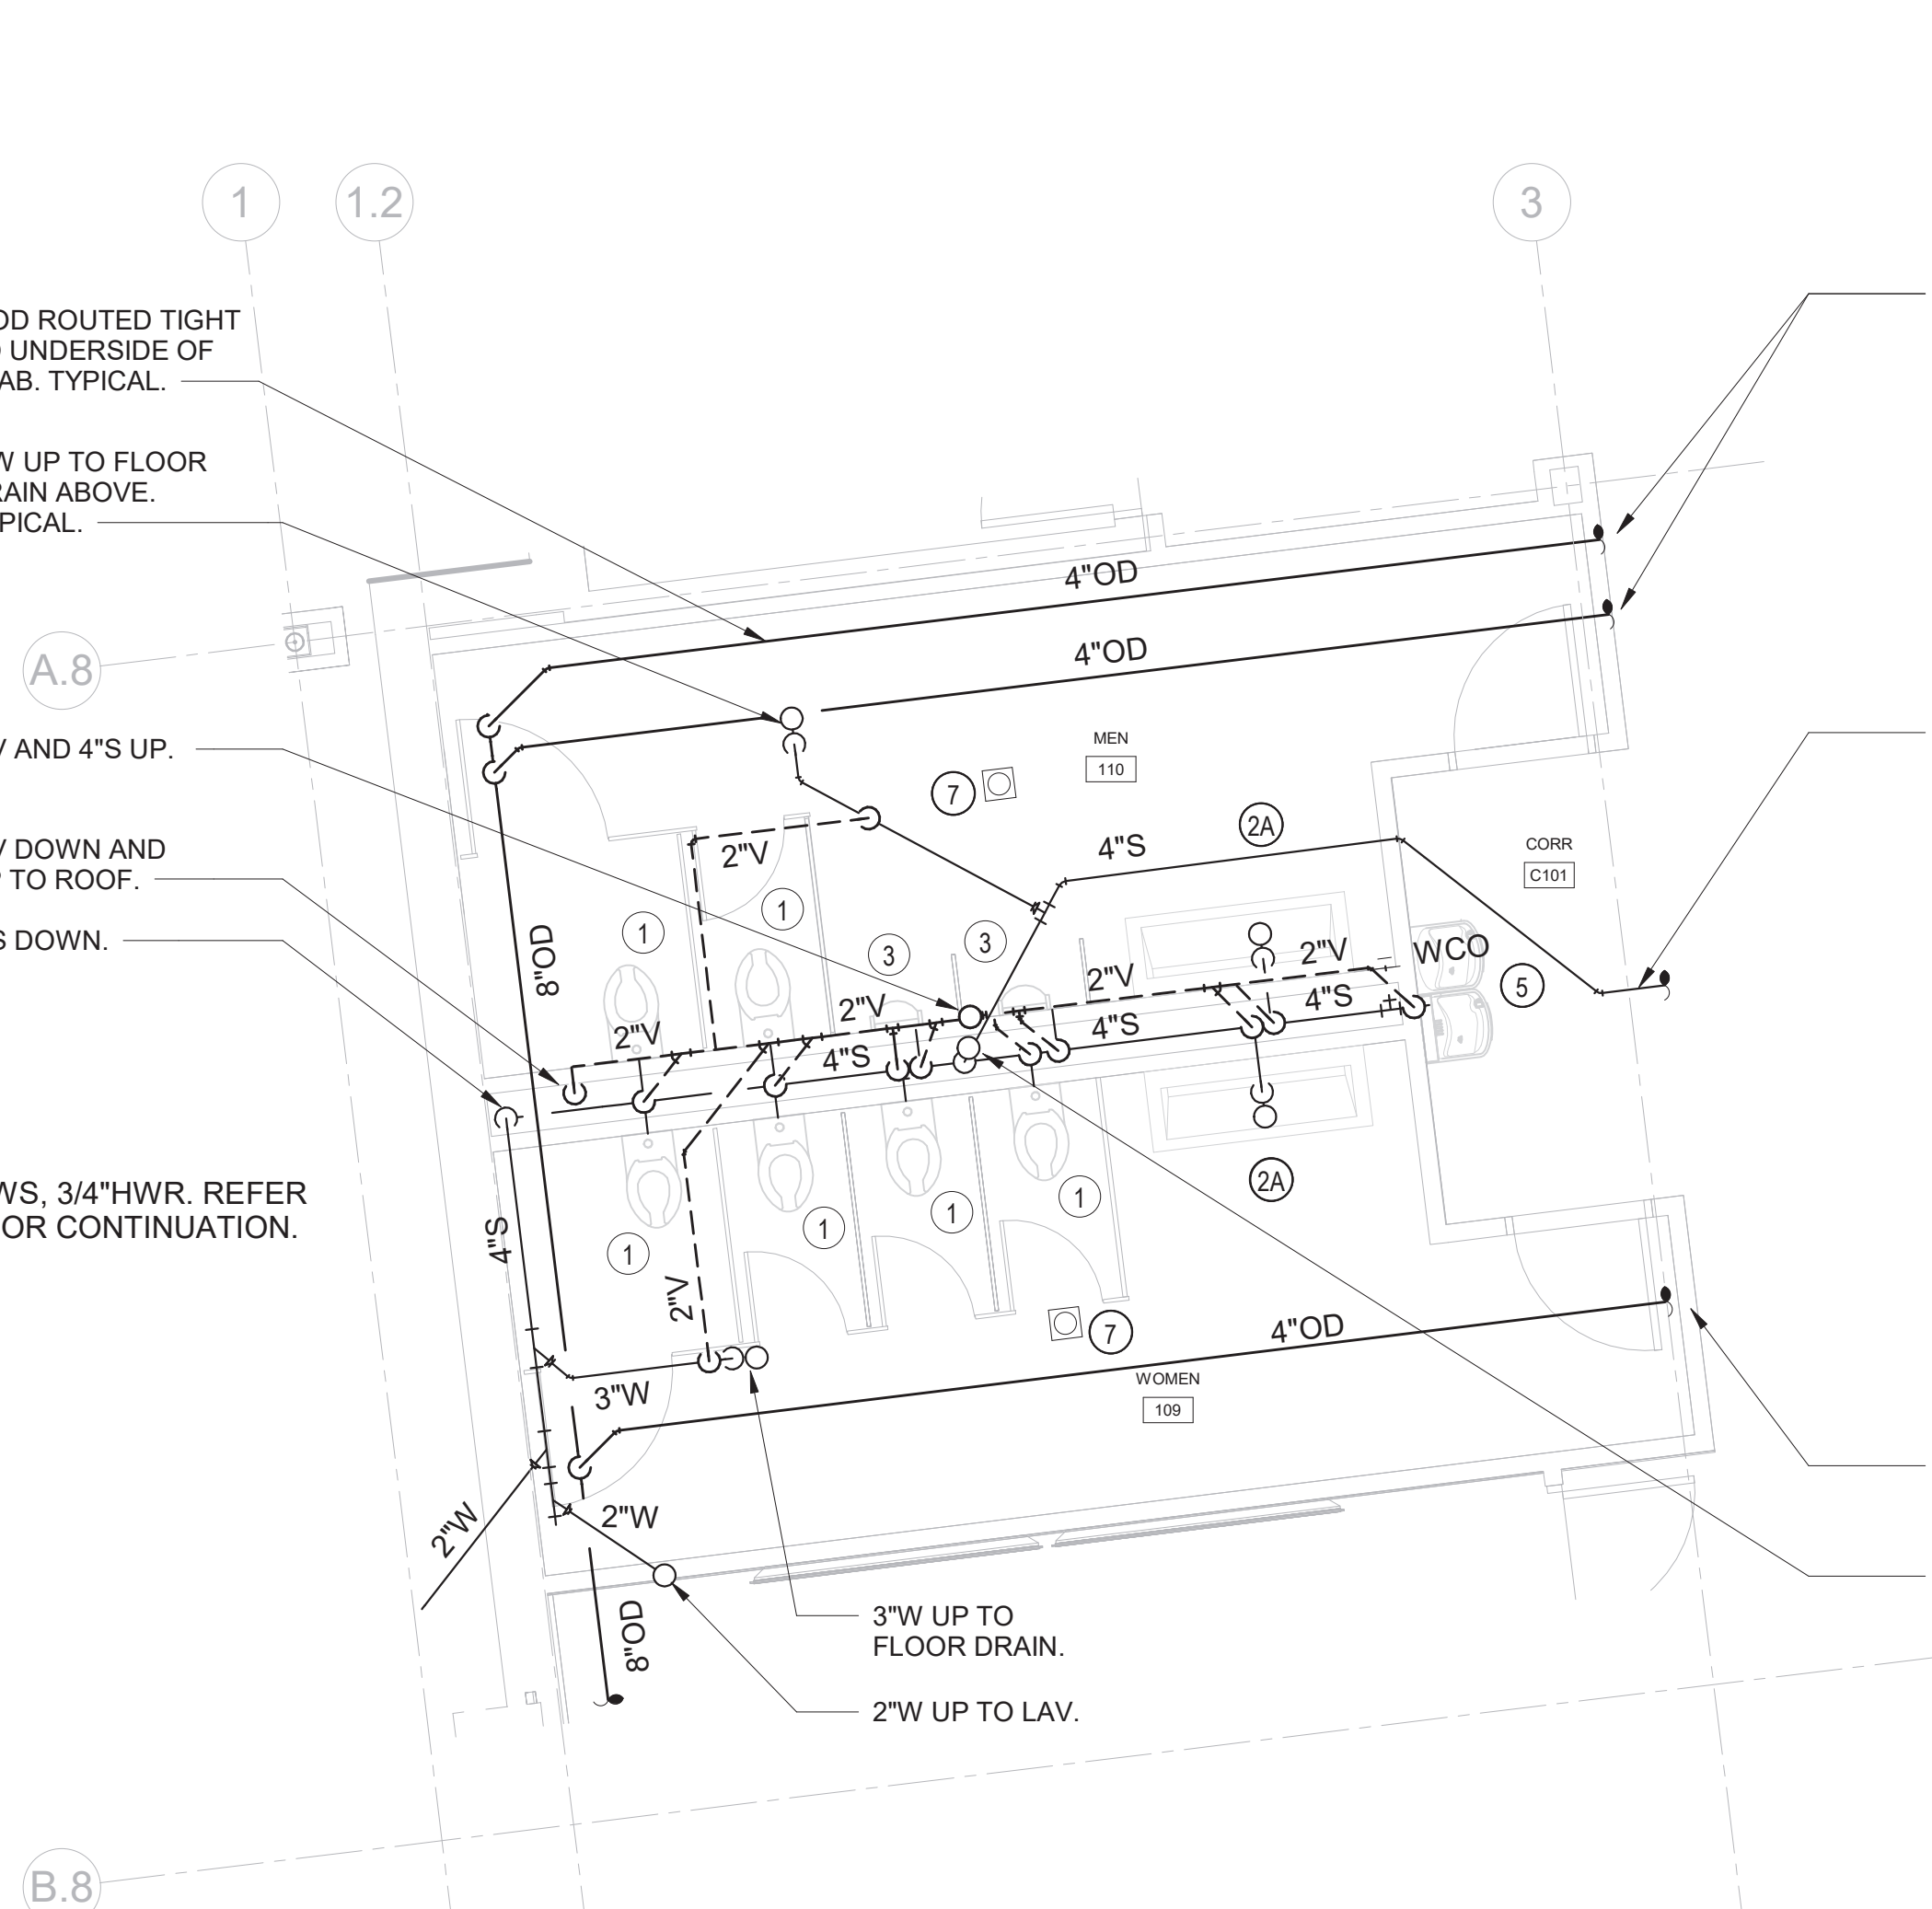 1
1.2
3
OD ROUTED TIGHT
UNDERSIDE OF
AB. TYPICAL.
W UP TO FLOOR
RAIN ABOVE.
PICAL.
4"OD
4"OD
A.8
V AND 4"S UP.
MEN
110
7
2A
4"S
CORR
C101
2"V
V DOWN AND
TO ROOF.
1
1
3
3
S DOWN.
8"OD
2"V
WCO
5
2"V
4"S
2"V
4"S
2"V
4"S
WS, 3/4"HWR. REFER
OR CONTINUATION.
4"S
1
1
1
1
2A
2"V
7
4"OD
3"W
WOMEN
109
2"W
2"W
8"OD
3"W UP TO
FLOOR DRAIN.
2"W UP TO LAV.
B.8